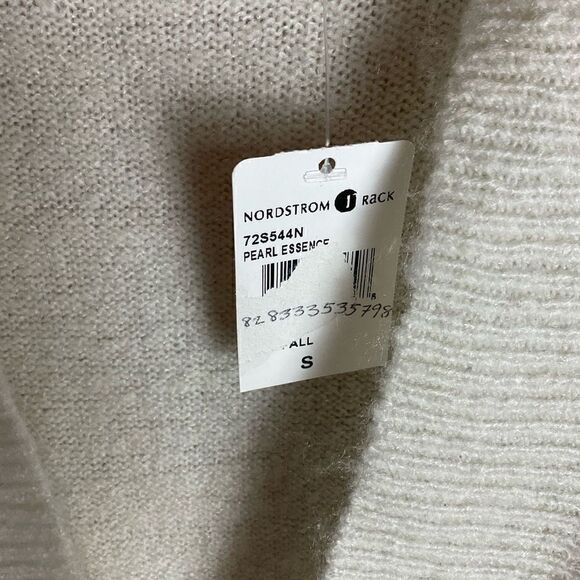 NORDSTROM RACK
72S544N
PEARL ESSENCE
828333535798
ALL
S